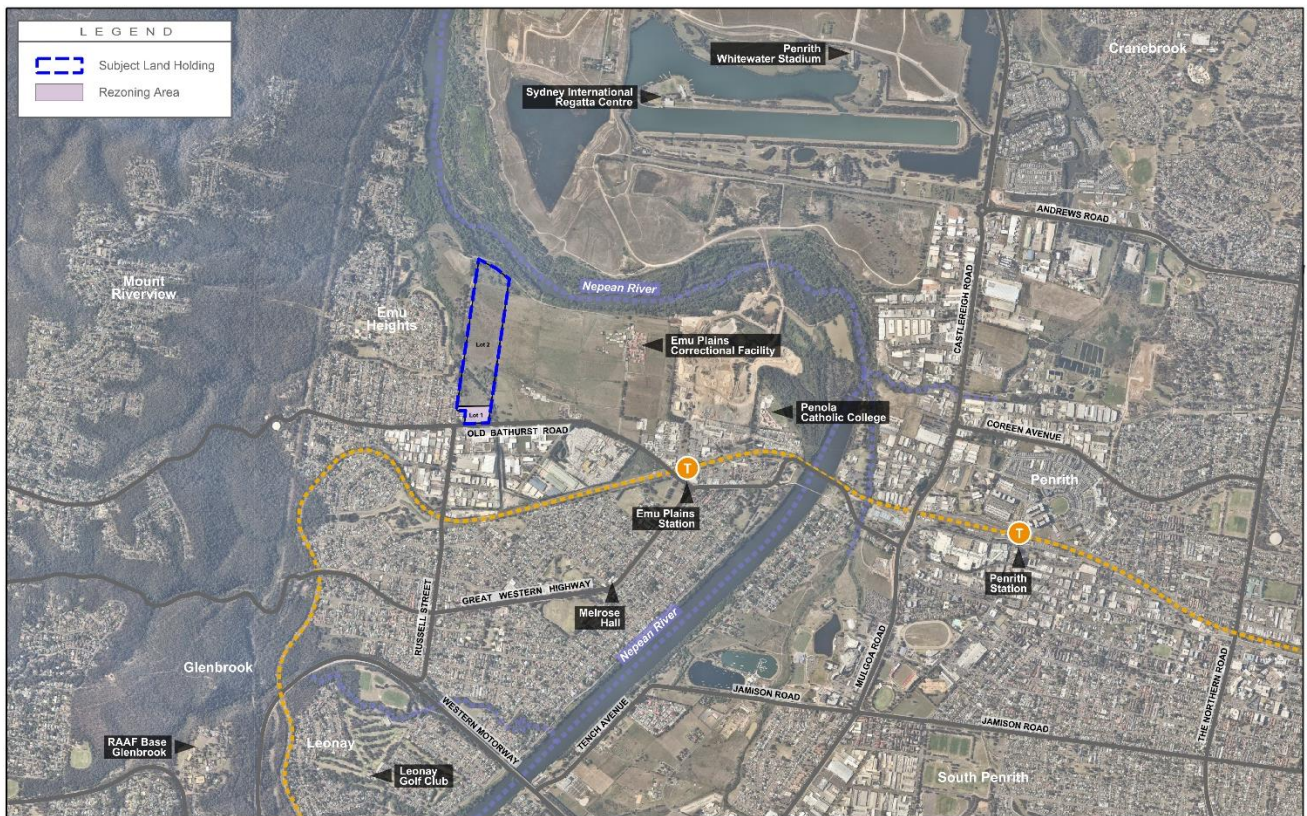 LEGEND
Subject Land Holding
Rezoning Area
Penrith
Whitewater Stadium
Cranebrook
Sydney International
Regatta Centre
ANDREWS ROAD
Mount
Riverview
Nepean River
CASTLEREIGH ROAD
Emu
Heights
Lot 2
Emu Plains
Correctional Facility
Penola
Catholic College
Lot 1
OLD BATHURST ROAD
COREEN AVENUE
Penrith
T
Emu Plains
Station
T
Penrith
Station
GREAT WESTERN HIGHWAY
Melrose
Hall
RUSSELL STREET
Nepean River
MULGOA ROAD
THE NORTHERN ROAD
Glenbrook
WESTERN MOTORWAY
TENCH AVENUE
JAMISON ROAD
JAMISON ROAD
RAAF Base
Glenbrook
Leonay
Leonay
Golf Club
South Penrith